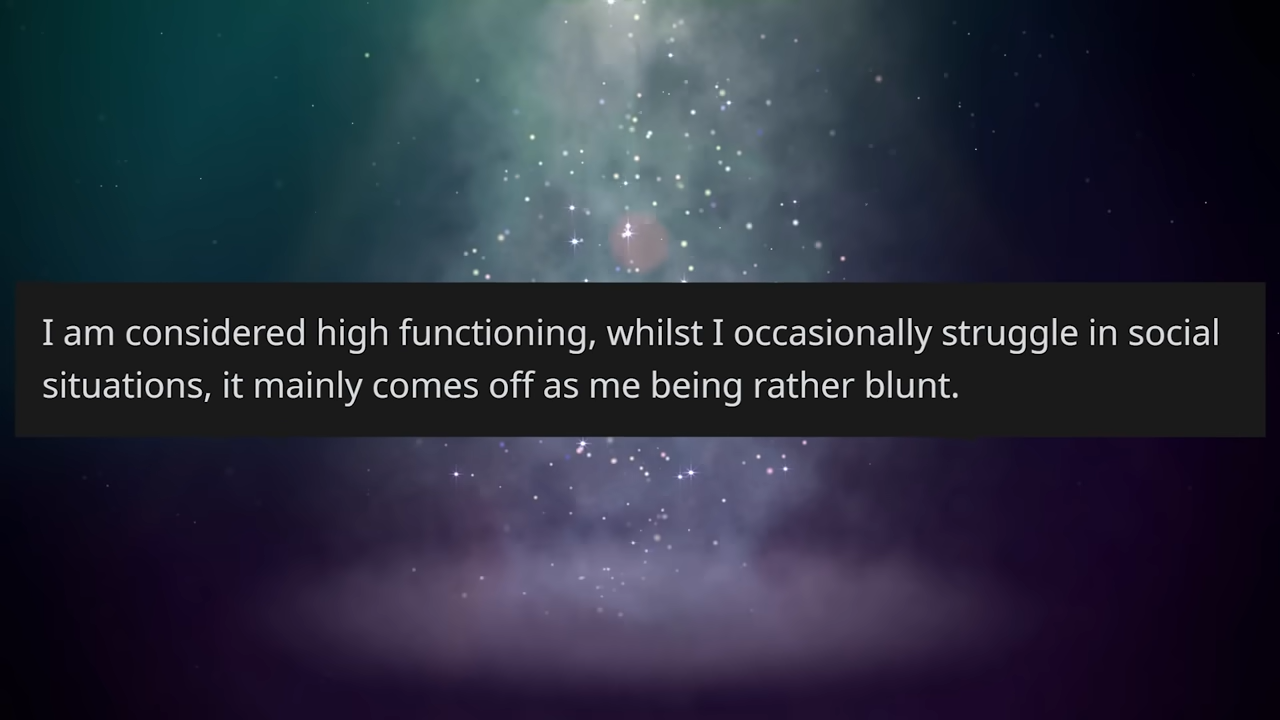 I am considered high functioning, whilst I occasionally struggle in social
situations, it mainly comes off as me being rather blunt.